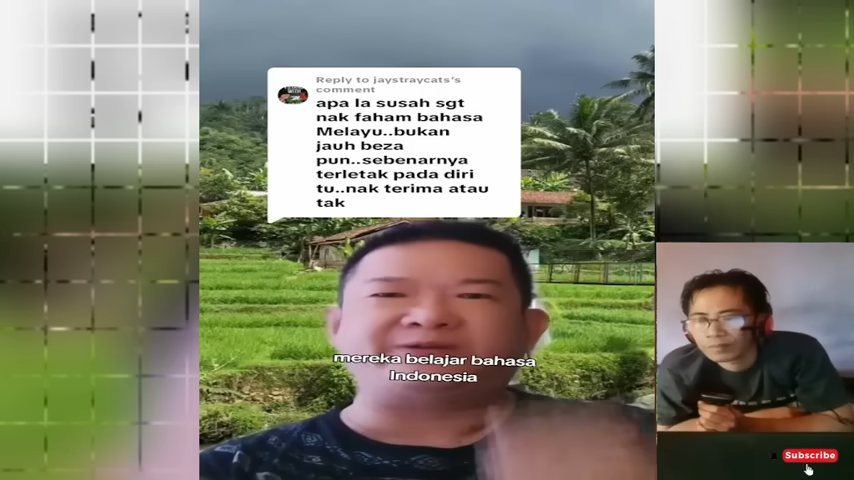 Reply to jaystraycats's
comment
apa la susah sgt
nak faham bahasa
Melayu..bukan
jauh beza
pun..sebenarnya
terletak pada diri
tu..nak terima atau
tak
mereka belajar bahasa
Indonesia
Subscribe